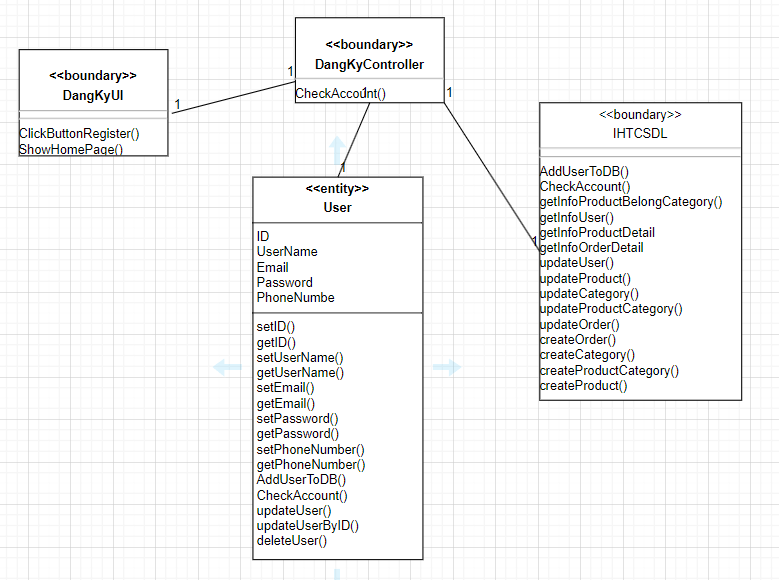 <<boundary>>
DangKyUI
ClickButtonRegister()
ShowHomePage()
1
1
<<boundary>>
DangKyController
CheckAccount()
1
1
1
1
<<entity>>
User
ID
UserName
Email
Password
PhoneNumbe
setID()
getID()
setUserName()
getUserName()
setEmail()
getEmail()
setPassword()
getPassword()
setPhoneNumber()
getPhoneNumber()
AddUserToDB()
CheckAccount()
updateUser()
updateUserByID()
deleteUser()
<<boundary>>
IHTCSDL
AddUserToDB()
CheckAccount()
getInfoProductBelongCategory()
getInfoUser()
getInfoProductDetail
getInfoOrderDetail
updateUser()
updateProduct()
updateCategory()
updateProductCategory()
updateOrder()
createOrder()
createCategory()
createProductCategory()
createProduct()